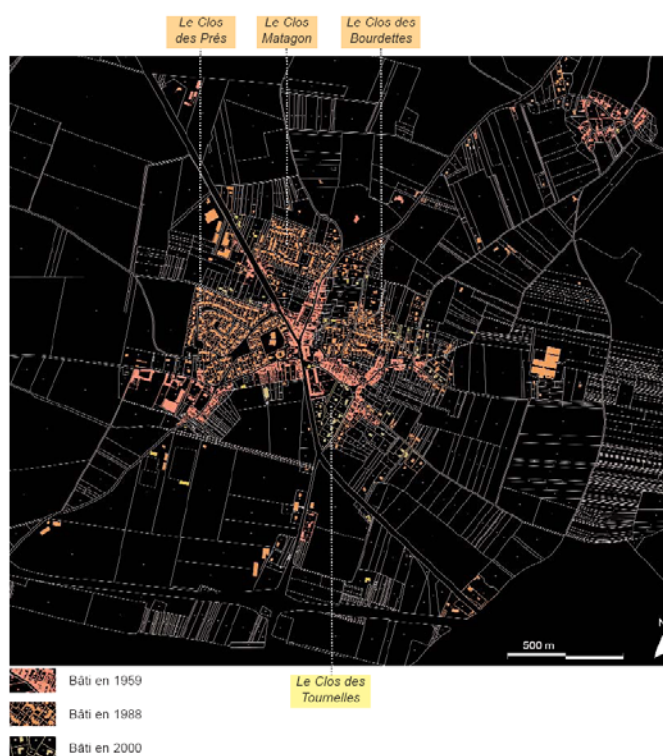 Le Clos
des Prés
Le Clos
Matagon
Le Clos des
Bourdettes
N
500 m
Le Clos des
Tournelles
Bâti en 1959
Bâti en 1988
Bâti en 2000